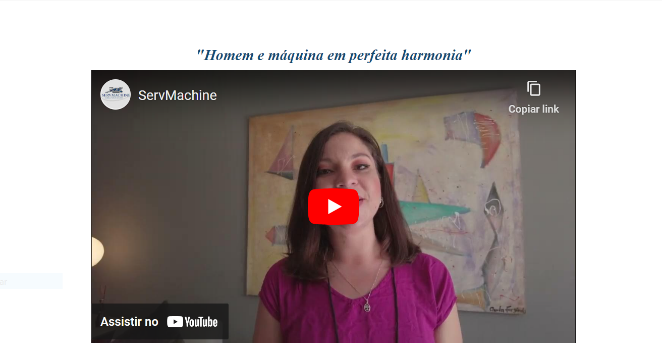 "Homem e máquina em perfeita harmonia"
ServMachine
Copiar link
Assistir no YouTube